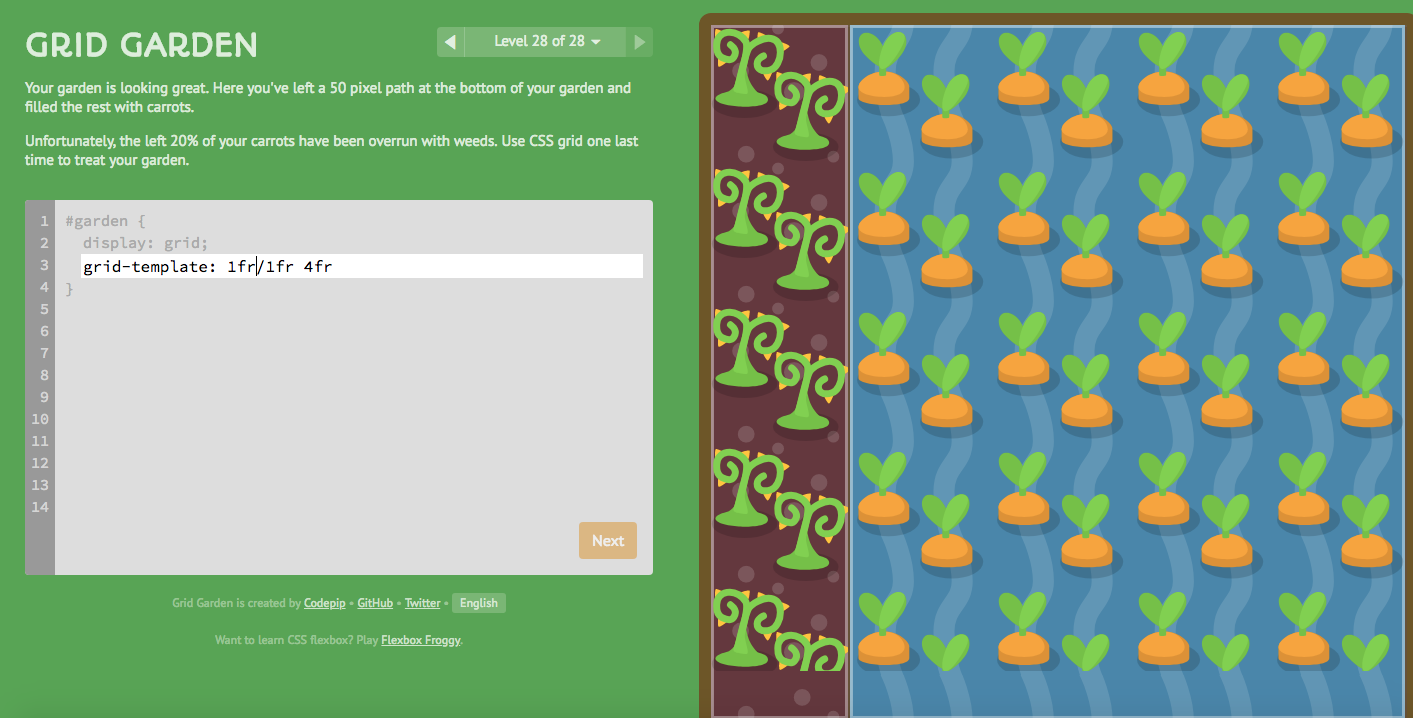 GRID GARDEN
Level 28 of 28
Your garden is looking great. Here you've left a 50 pixel path at the bottom of your garden and
filled the rest with carrots.
Unfortunately, the left 20% of your carrots have been overrun with weeds. Use CSS grid one last
time to treat your garden.
1 #garden {
2 display: grid;
3 grid-template: 1fr/1fr 4fr
4 }
5
6
7
8
9
10
11
12
13
14
Next
Grid Garden is created by Codepip • GitHub • Twitter • English
Want to learn CSS flexbox? Play Flexbox Froggy.